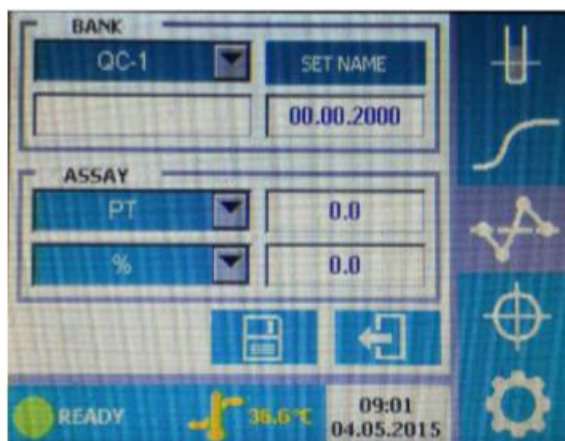 BANK
QC-1 SET NAME
00.00.2000
ASSAY
PT 0.0
% 0.0
READY 36.6 °C 09:01
04.05.2015